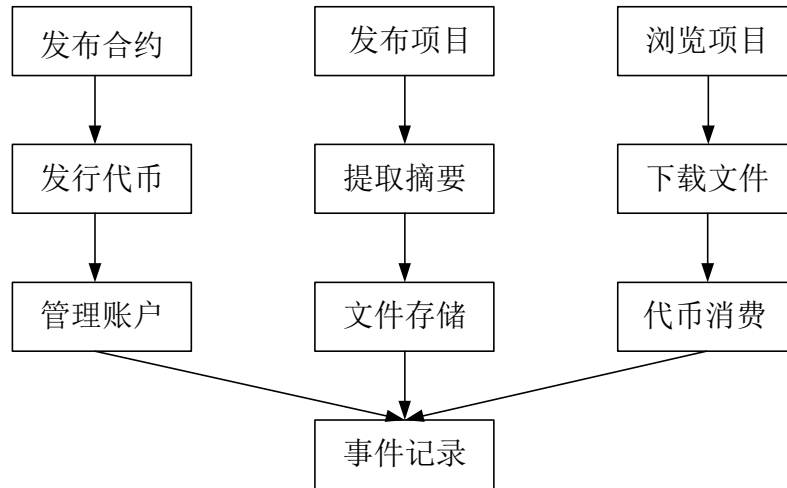 发布合约
发布项目
浏览项目
发行代币
提取摘要
下载文件
管理账户
文件存储
代币消费
事件记录